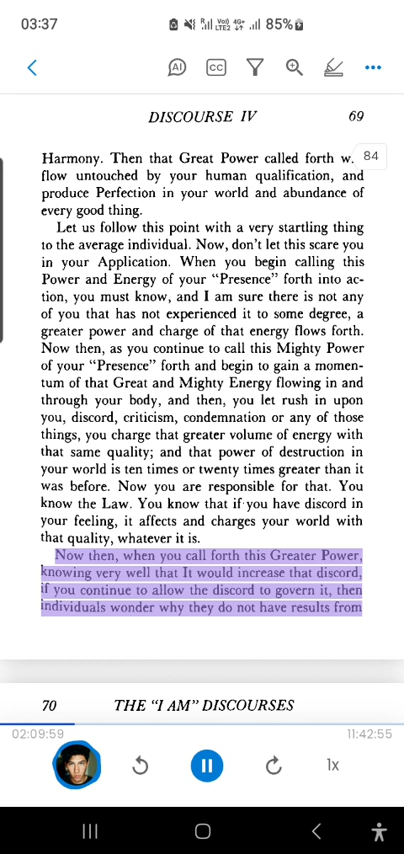 03:37
R Vo)) LTE2 4G+ 85%
AI CC
DISCOURSE IV 69
84
Harmony. Then that Great Power called forth w.
flow untouched by your human qualification, and
produce Perfection in your world and abundance of
every good thing.
Let us follow this point with a very startling thing
to the average individual. Now, don't let this scare you
in your Application. When you begin calling this
Power and Energy of your "Presence" forth into ac-
tion, you must know, and I am sure there is not any
of you that has not experienced it to some degree, a
greater power and charge of that energy flows forth.
Now then, as you continue to call this Mighty Power
of your "Presence" forth and begin to gain a momen-
tum of that Great and Mighty Energy flowing in and
through your body, and then, you let rush in upon
you, discord, criticism, condemnation or any of those
things, you charge that greater volume of energy with
that same quality; and that power of destruction in
your world is ten times or twenty times greater than it
was before. Now you are responsible for that. You
know the Law. You know that if you have discord in
your feeling, it affects and charges your world with
that quality, whatever it is.
Now then, when you call forth this Greater Power,
knowing very well that It would increase that discord,
if you continue to allow the discord to govern it, then
individuals wonder why they do not have results from
70 THE "I AM" DISCOURSES
02:09:59 11:42:55
1x